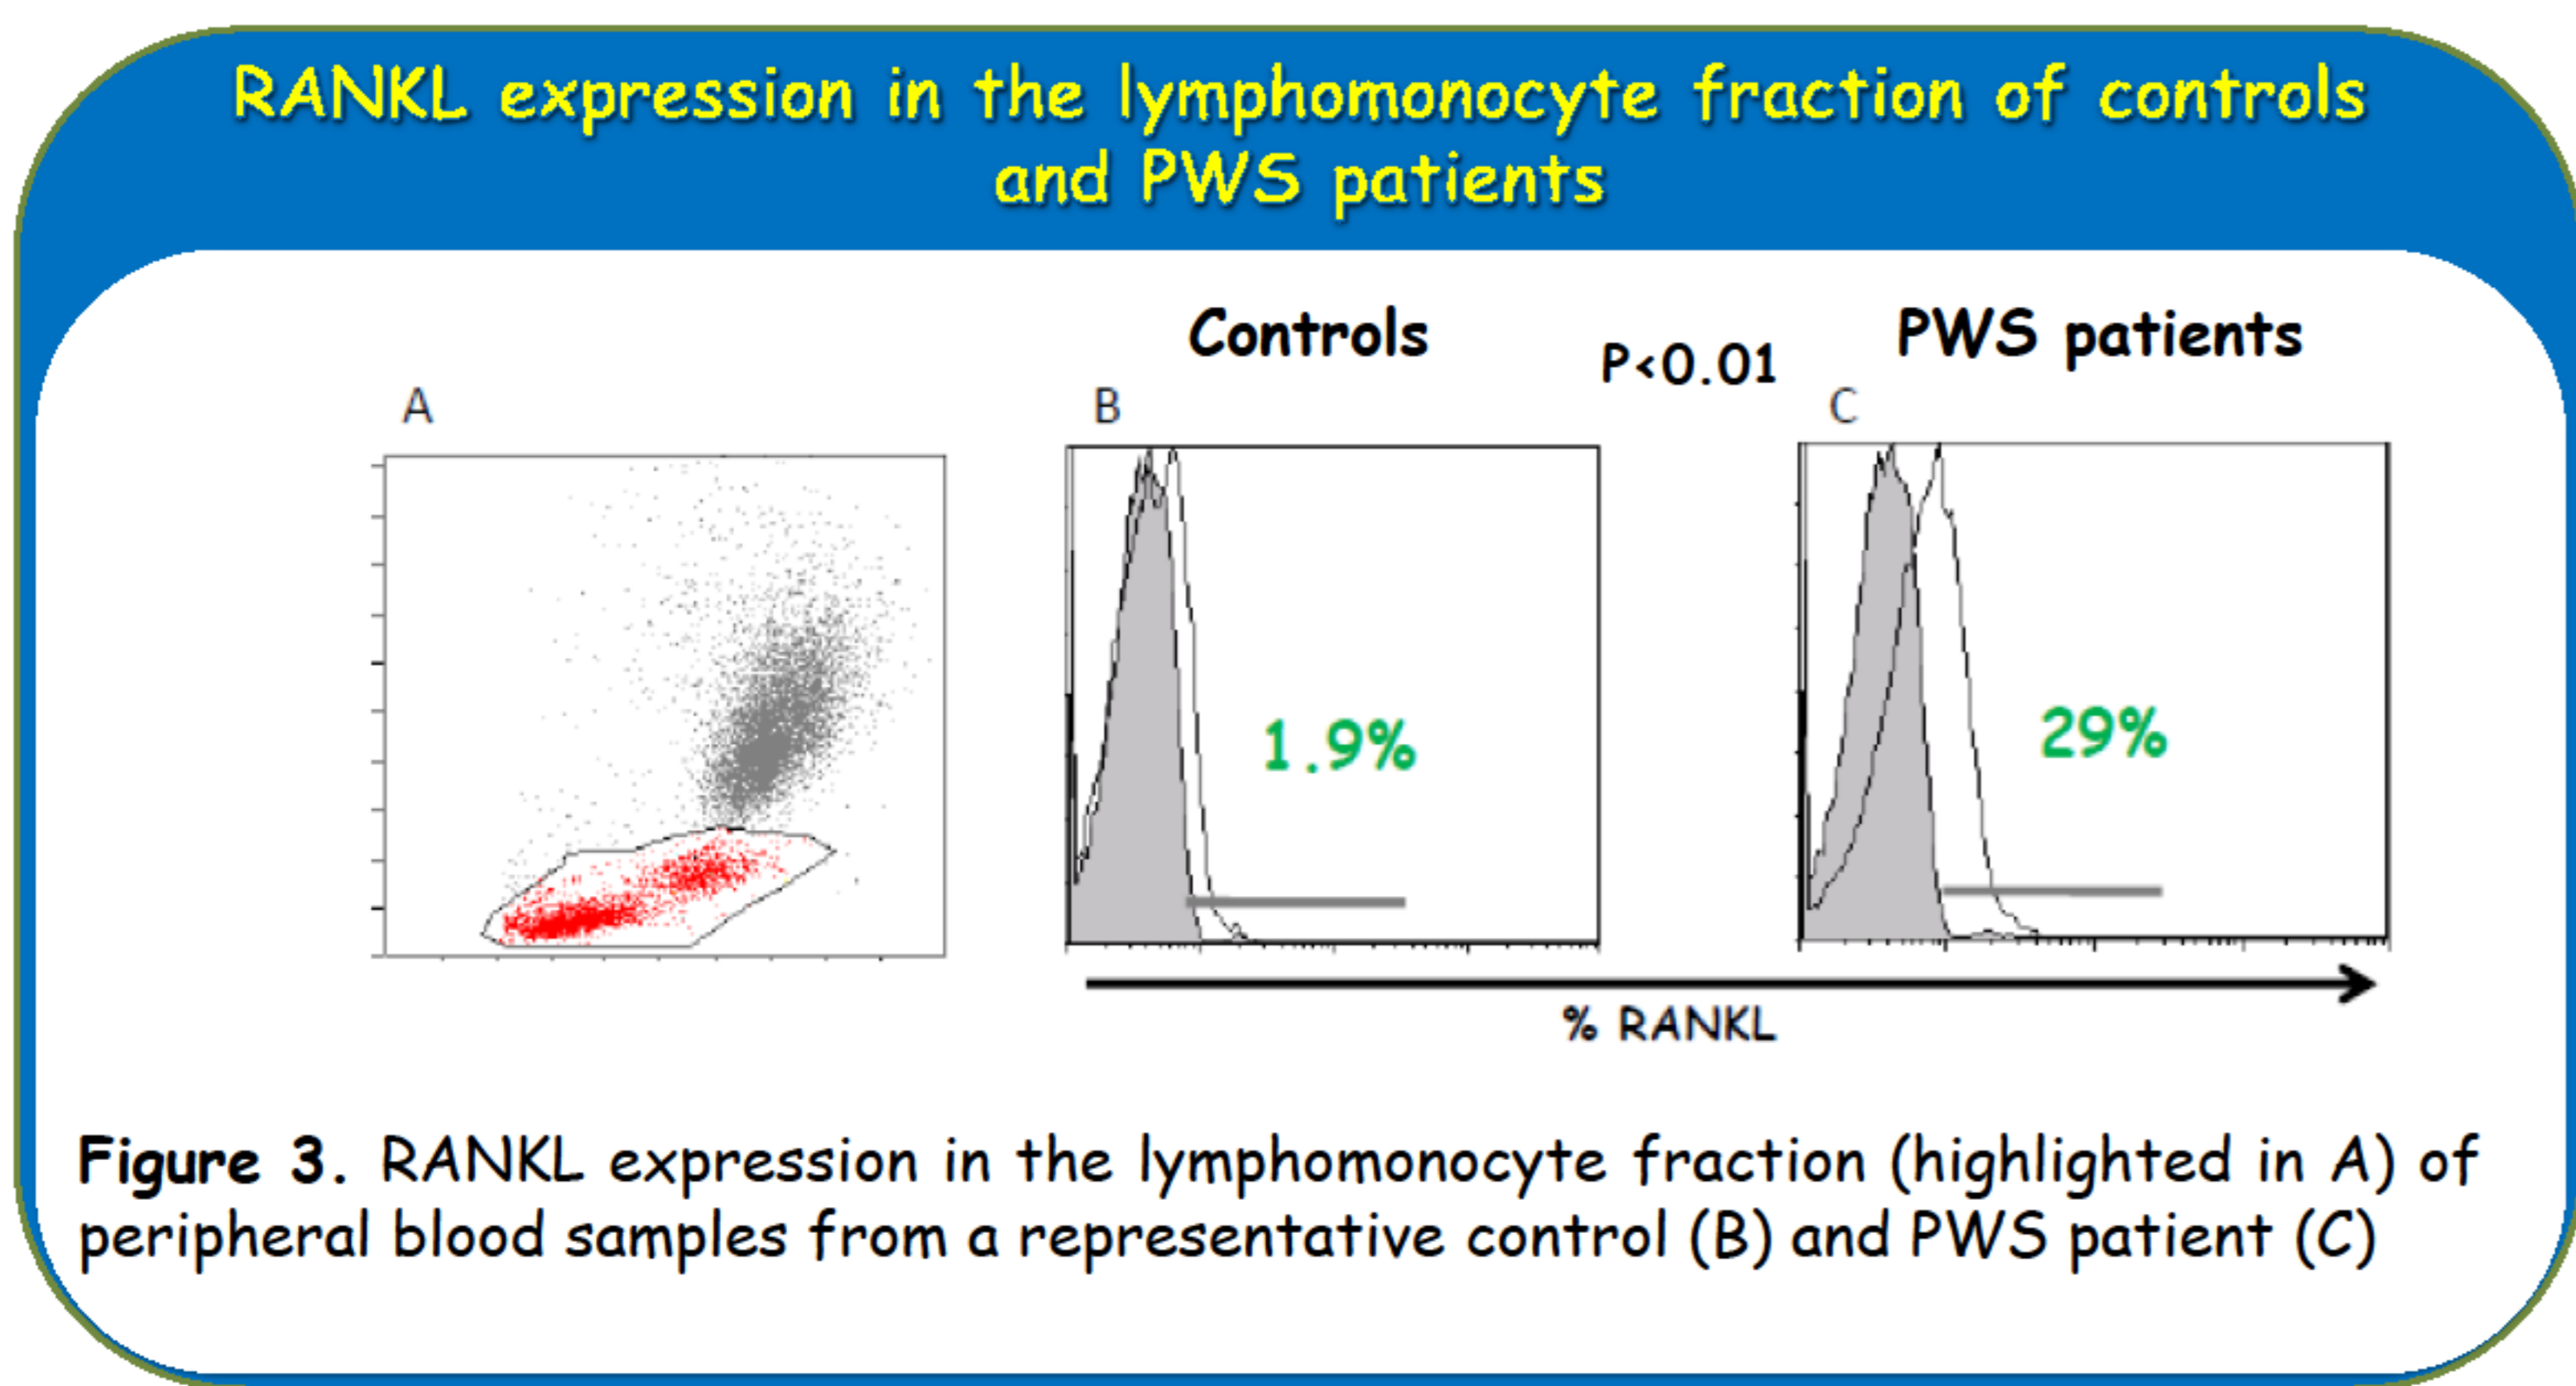 RANKL expression in the lymphomonocyte fraction of controls
and PWS patients
Controls
P<0.01
PWS patients
A
B
C
1.9%
29%
% RANKL
Figure 3. RANKL expression in the lymphomonocyte fraction (highlighted in A) of
peripheral blood samples from a representative control (B) and PWS patient (C)